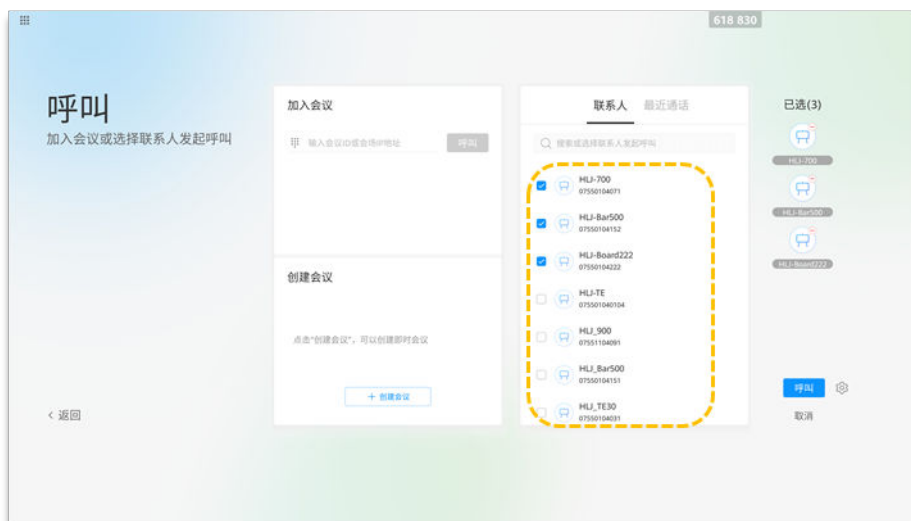 618 830
呼叫
加入会议或选择联系人发起呼叫
加入会议
输入会议ID或会场IP地址
呼叫
创建会议
点击“创建会议”，可以创建即时会议
+ 创建会议
联系人 最近通话
搜索或选择联系人发起呼叫
HLJ-700
07550104071
HLJ-Bar500
07550104152
HLJ-Board222
07550104222
HLJ-TE
075501040104
HLJ_900
07551104091
HLJ_Bar500
07550104151
HLJ_TE30
07550104031
已选(3)
HLJ-700
HLJ-Bar500
HLJ-Board222
呼叫
取消
< 返回